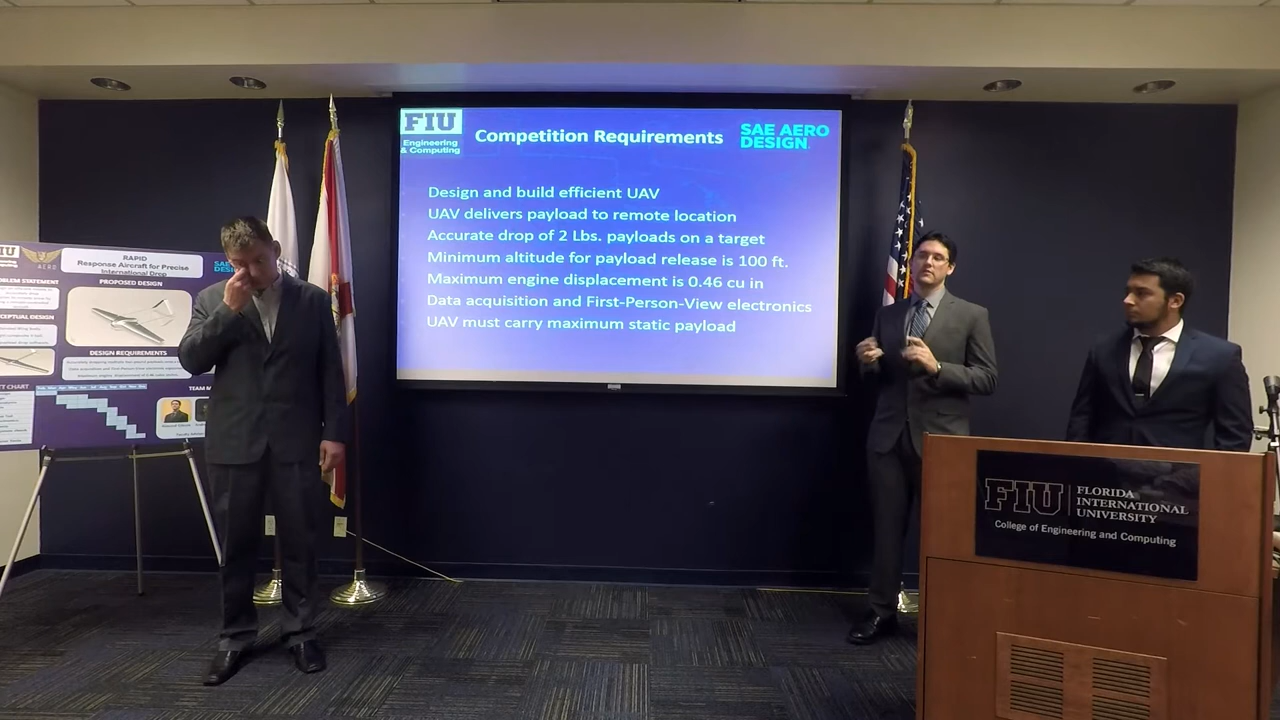 FIU
Engineering
& Computing
Competition Requirements
SAE AERO
DESIGN
Design and build efficient UAV
UAV delivers payload to remote location
Accurate drop of 2 Lbs. payloads on a target
Minimum altitude for payload release is 100 ft.
Maximum engine displacement is 0.46 cu in
Data acquisition and First-Person-View electronics
UAV must carry maximum static payload
AERO
RAPID
Response Aircraft for Precise
International Drop
PROPOSED DESIGN
DESIGN REQUIREMENTS
FIU
FLORIDA
INTERNATIONAL
UNIVERSITY
College of Engineering and Computing